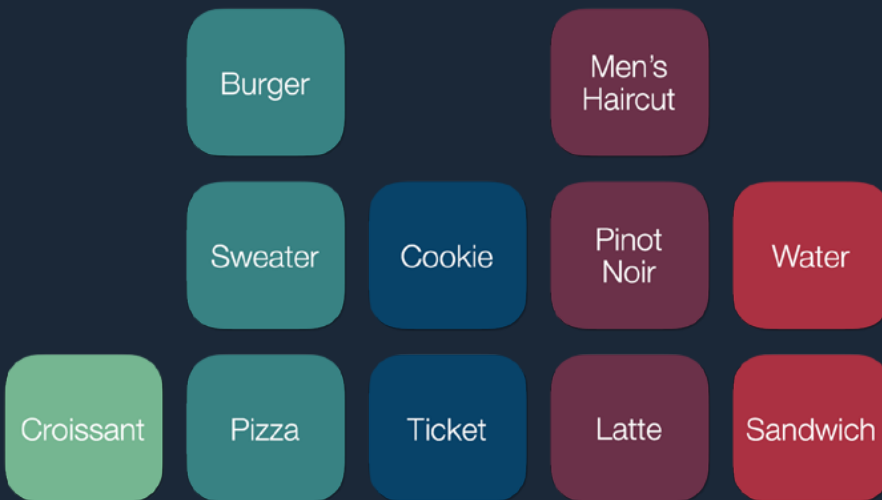 Burger
Men's
Haircut
Sweater
Cookie
Pinot
Noir
Water
Croissant
Pizza
Ticket
Latte
Sandwich